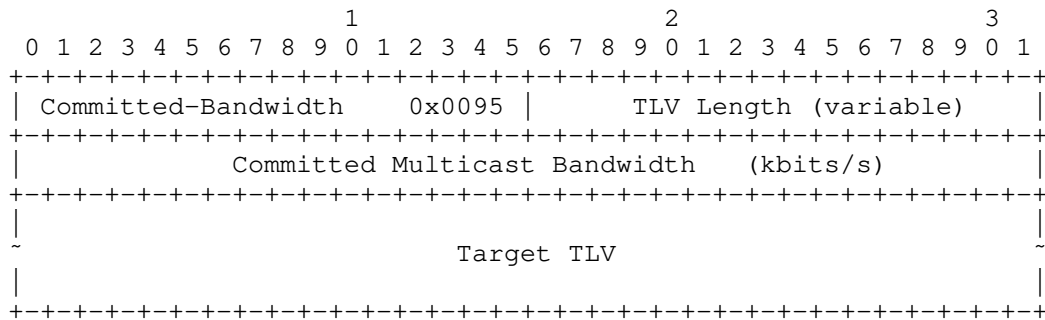 1                   2                   3
 0 1 2 3 4 5 6 7 8 9 0 1 2 3 4 5 6 7 8 9 0 1 2 3 4 5 6 7 8 9 0 1
+-+-+-+-+-+-+-+-+-+-+-+-+-+-+-+-+-+-+-+-+-+-+-+-+-+-+-+-+-+-+-+-+
| Committed-Bandwidth    0x0095 |      TLV Length (variable)    |
+-+-+-+-+-+-+-+-+-+-+-+-+-+-+-+-+-+-+-+-+-+-+-+-+-+-+-+-+-+-+-+-+
|             Committed Multicast Bandwidth   (kbits/s)         |
+-+-+-+-+-+-+-+-+-+-+-+-+-+-+-+-+-+-+-+-+-+-+-+-+-+-+-+-+-+-+-+-+
|                                                               |
~                           Target TLV                          ~
|                                                               |
+-+-+-+-+-+-+-+-+-+-+-+-+-+-+-+-+-+-+-+-+-+-+-+-+-+-+-+-+-+-+-+-+